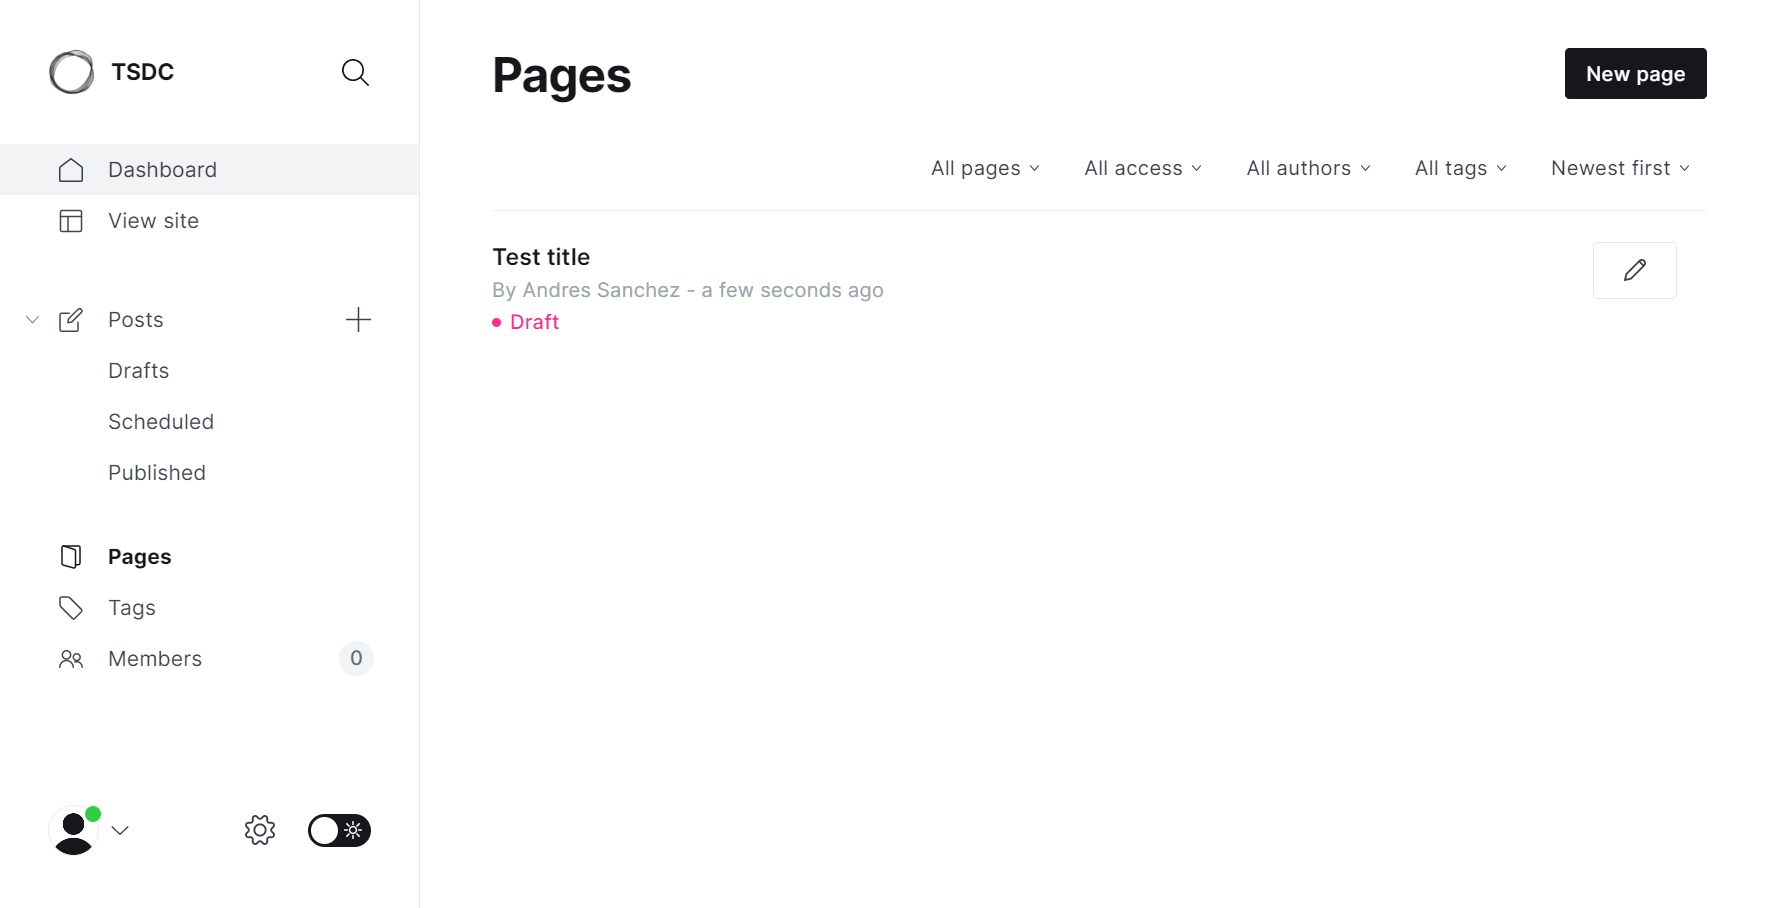 TSDC
Dashboard
View site
Posts
Drafts
Scheduled
Published
Pages
Tags
Members
0
Pages
New page
All pages
All access
All authors
All tags
Newest first
Test title
By Andres Sanchez - a few seconds ago
Draft